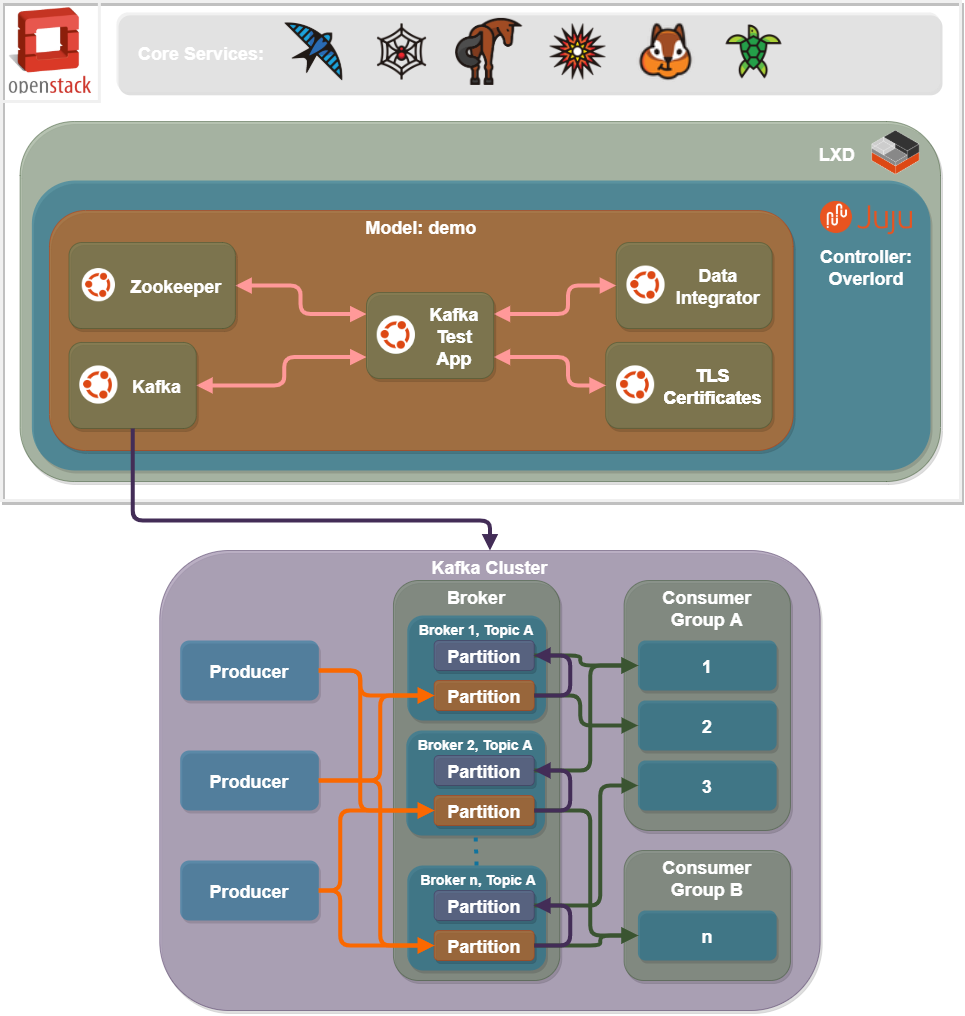 openstack
Core Services:
LXD
Juju
Controller:
Overlord
Model: demo
Zookeeper
Kafka
Test
App
Data
Integrator
Kafka
TLS
Certificates
Kafka Cluster
Broker
Consumer
Group A
Broker 1, Topic A
Partition
Partition
Producer
1
2
Broker 2, Topic A
Partition
Partition
Producer
3
Broker n, Topic A
Partition
Partition
Producer
Consumer
Group B
n